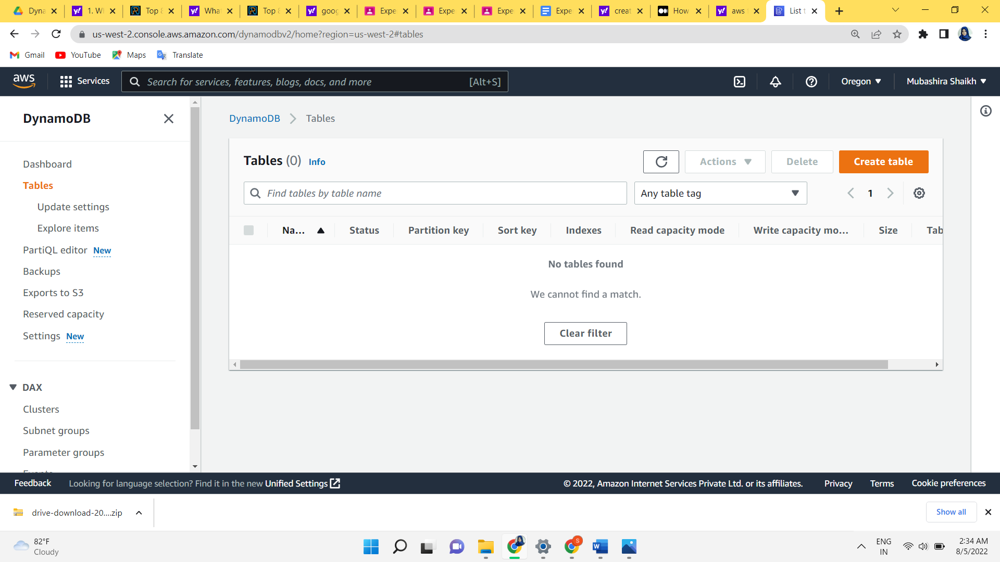 Dyna
1. W
Top 8
Wha
Top 8
goog
Expe
Expe
Expe
Expe
creat
How
aws
List t
us-west-2.console.aws.amazon.com/dynamodbv2/home?region=us-west-2#tables
Gmail
YouTube
Maps
Translate
aws
Services
Search for services, features, blogs, docs, and more
[Alt+S]
Oregon
Mubashira Shaikh
DynamoDB
Dashboard
Tables
Update settings
Explore items
PartiQL editor New
Backups
Exports to S3
Reserved capacity
Settings New
DAX
Clusters
Subnet groups
Parameter groups
DynamoDB
Tables
Tables (0) Info
Actions
Delete
Create table
Find tables by table name
Any table tag
1
Na...
Status
Partition key
Sort key
Indexes
Read capacity mode
Write capacity mo...
Size
Tab
No tables found
We cannot find a match.
Clear filter
Feedback
Looking for language selection? Find it in the new Unified Settings
© 2022, Amazon Internet Services Private Ltd. or its affiliates.
Privacy
Terms
Cookie preferences
drive-download-20....zip
Show all
82°F
Cloudy
S
W
ENG
IN
2:34 AM
8/5/2022